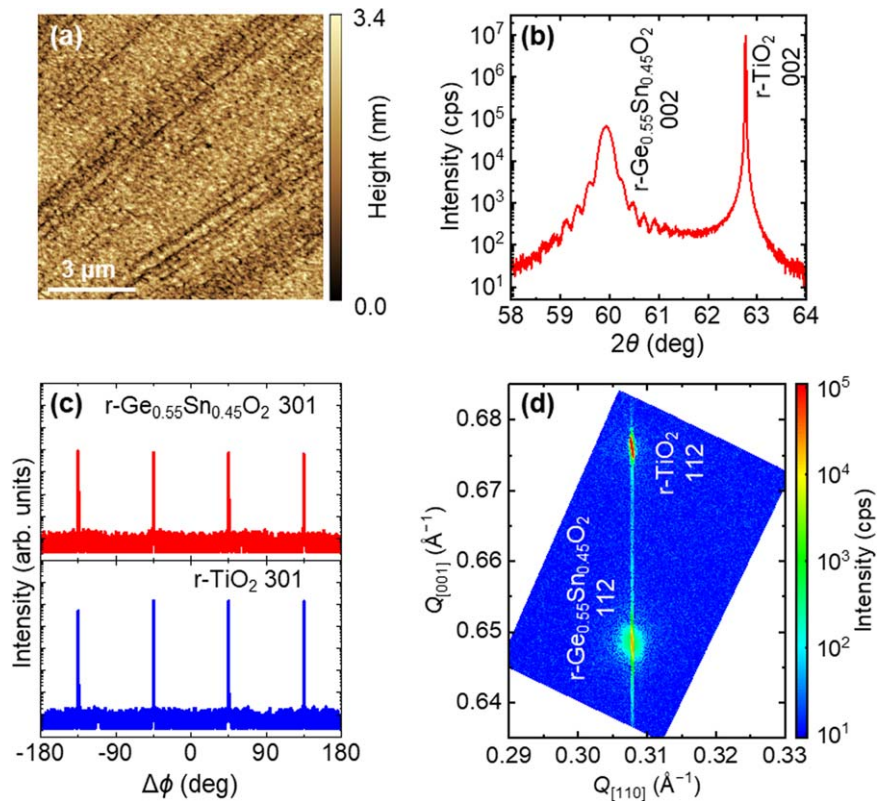 (a)
3.4
Height (nm)
0.0
3 μm
(b)
Intensity (cps)
10⁷
10⁶
10⁵
10⁴
10³
10²
10¹
r-Ge₀.₅₅Sn₀.₄₅O₂
002
r-TiO₂
002
58 59 60 61 62 63 64
2θ (deg)
(c)
r-Ge₀.₅₅Sn₀.₄₅O₂ 301
r-TiO₂ 301
Intensity (arb. units)
-180 -90 0 90 180
Δϕ (deg)
(d)
0.68
0.67
0.66
0.65
0.64
Q[001] (Å⁻¹)
r-TiO₂
112
r-Ge₀.₅₅Sn₀.₄₅O₂
112
0.29 0.30 0.31 0.32 0.33
Q[110] (Å⁻¹)
10⁵
10⁴
10³
10²
10¹
Intensity (cps)